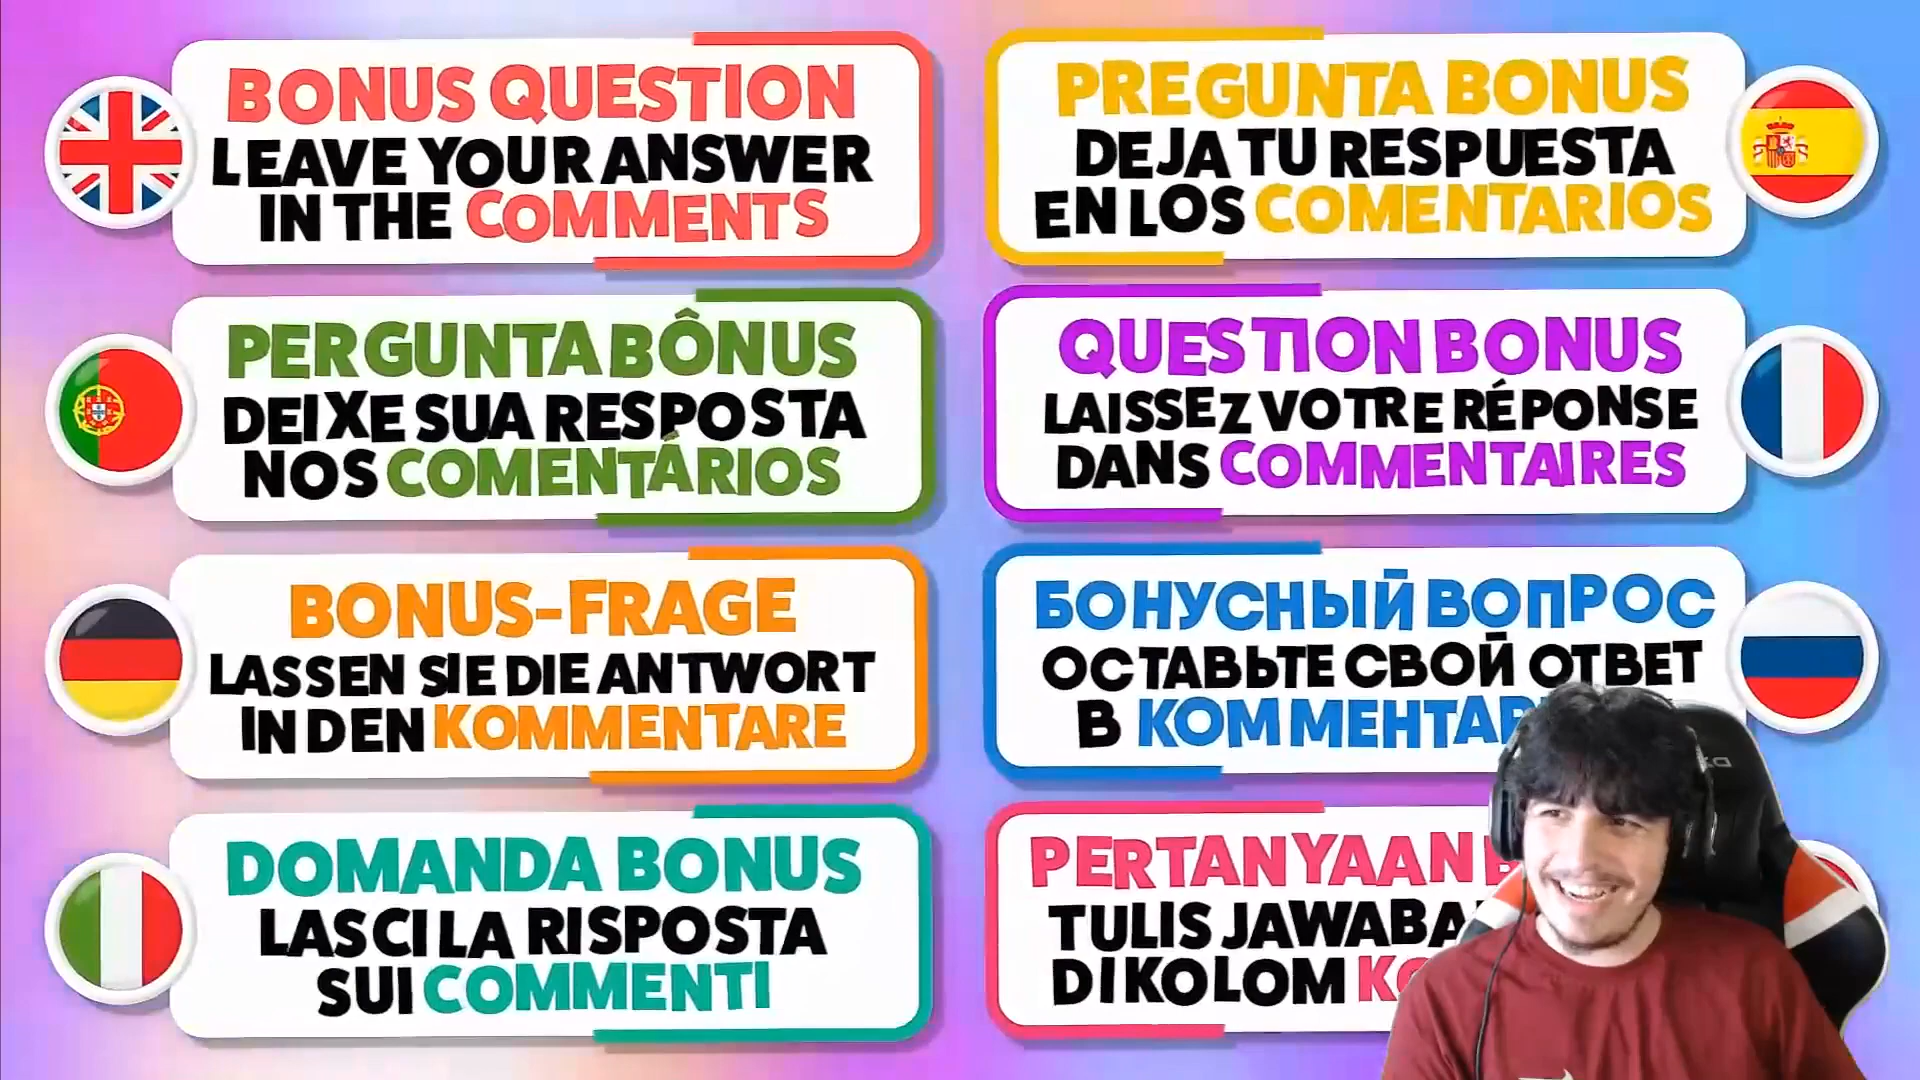 BONUS QUESTION
LEAVE YOUR ANSWER
IN THE COMMENTS
PREGUNTA BONUS
DEJA TU RESPUESTA
EN LOS COMENTARIOS
PERGUNTA BÔNUS
DEIXE SUA RESPOSTA
NOS COMENTÁRIOS
QUESTION BONUS
LAISSEZ VOTRE RÉPONSE
DANS COMMENTAIRES
BONUS-FRAGE
LASSEN SIE DIE ANTWORT
IN DEN KOMMENTARE
БОНУСНЫЙ ВОПРОС
ОСТАВЬТЕ СВОЙ ОТВЕТ
В
DOMANDA BONUS
LASCI LA RISPOSTA
SUI COMMENTI
PERTANYAAN
TULIS
DI KOLOM